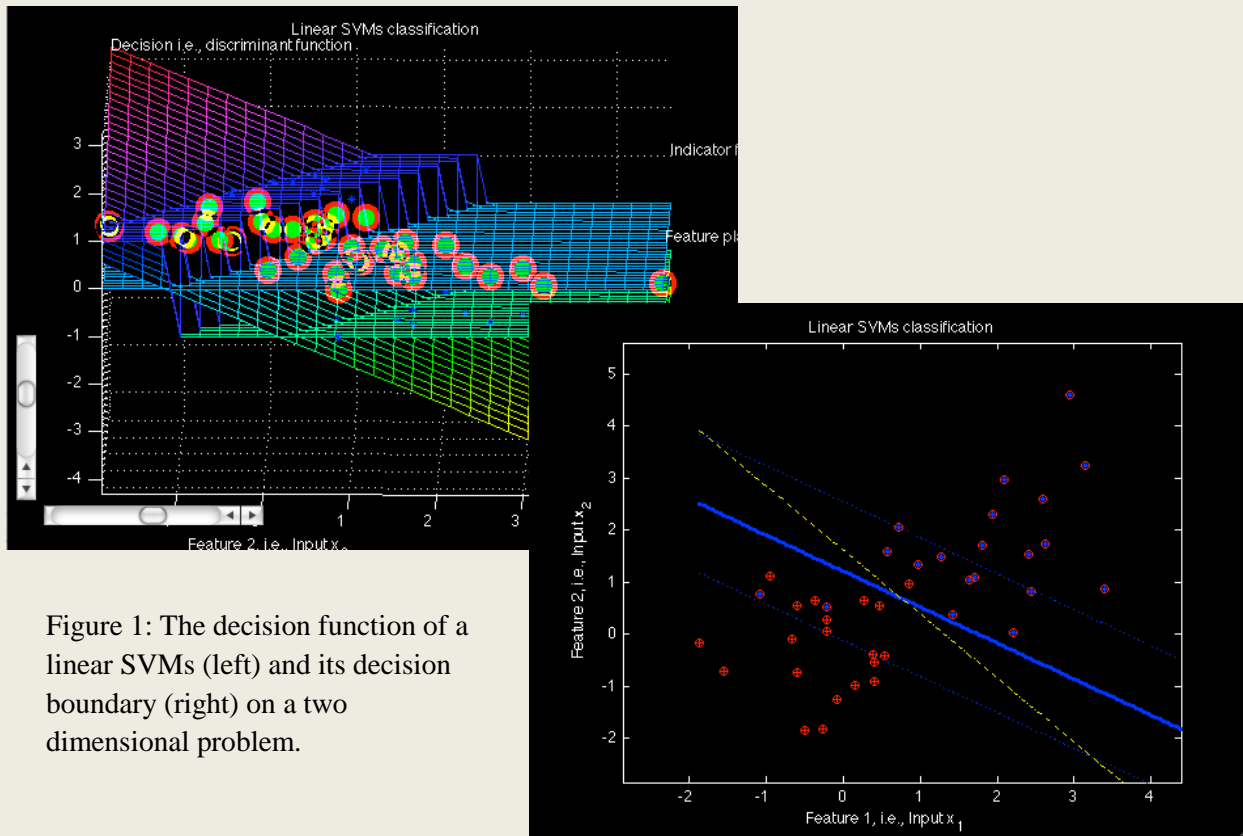 Linear SVMs classification
Decision i.e., discriminant function
3
2
1
0
-1
-2
-3
-4
Indicator f
Feature pla
1
2
3
Feature 2, i.e., Input
Linear SVMs classification
5
4
3
2
1
0
-1
-2
Feature 2, i.e., Input x2
-2
-1
0
1
2
3
4
Feature 1, i.e., Input x1
Figure 1: The decision function of a
linear SVMs (left) and its decision
boundary (right) on a two
dimensional problem.